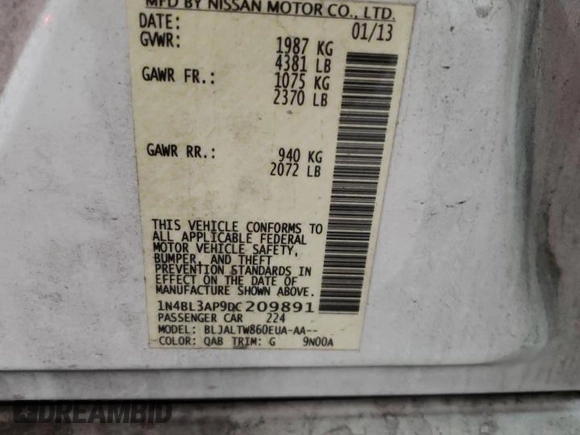 MFD BY NISSAN MOTOR CO., LTD.
DATE: 01/13
GVWR: 1987 KG
4381 LB
GAWR FR.: 1075 KG
2370 LB
GAWR RR.: 940 KG
2072 LB
THIS VEHICLE CONFORMS TO
ALL APPLICABLE FEDERAL
MOTOR VEHICLE SAFETY,
BUMPER, AND THEFT
PREVENTION STANDARDS IN
EFFECT ON THE DATE OF
MANUFACTURE SHOWN ABOVE.
1N4BL3AP9DC209891
PASSENGER CAR 224
MODEL: BLJALTW860EUA-AA--
COLOR: QAB TRIM: G 9N00A
DREAMBID